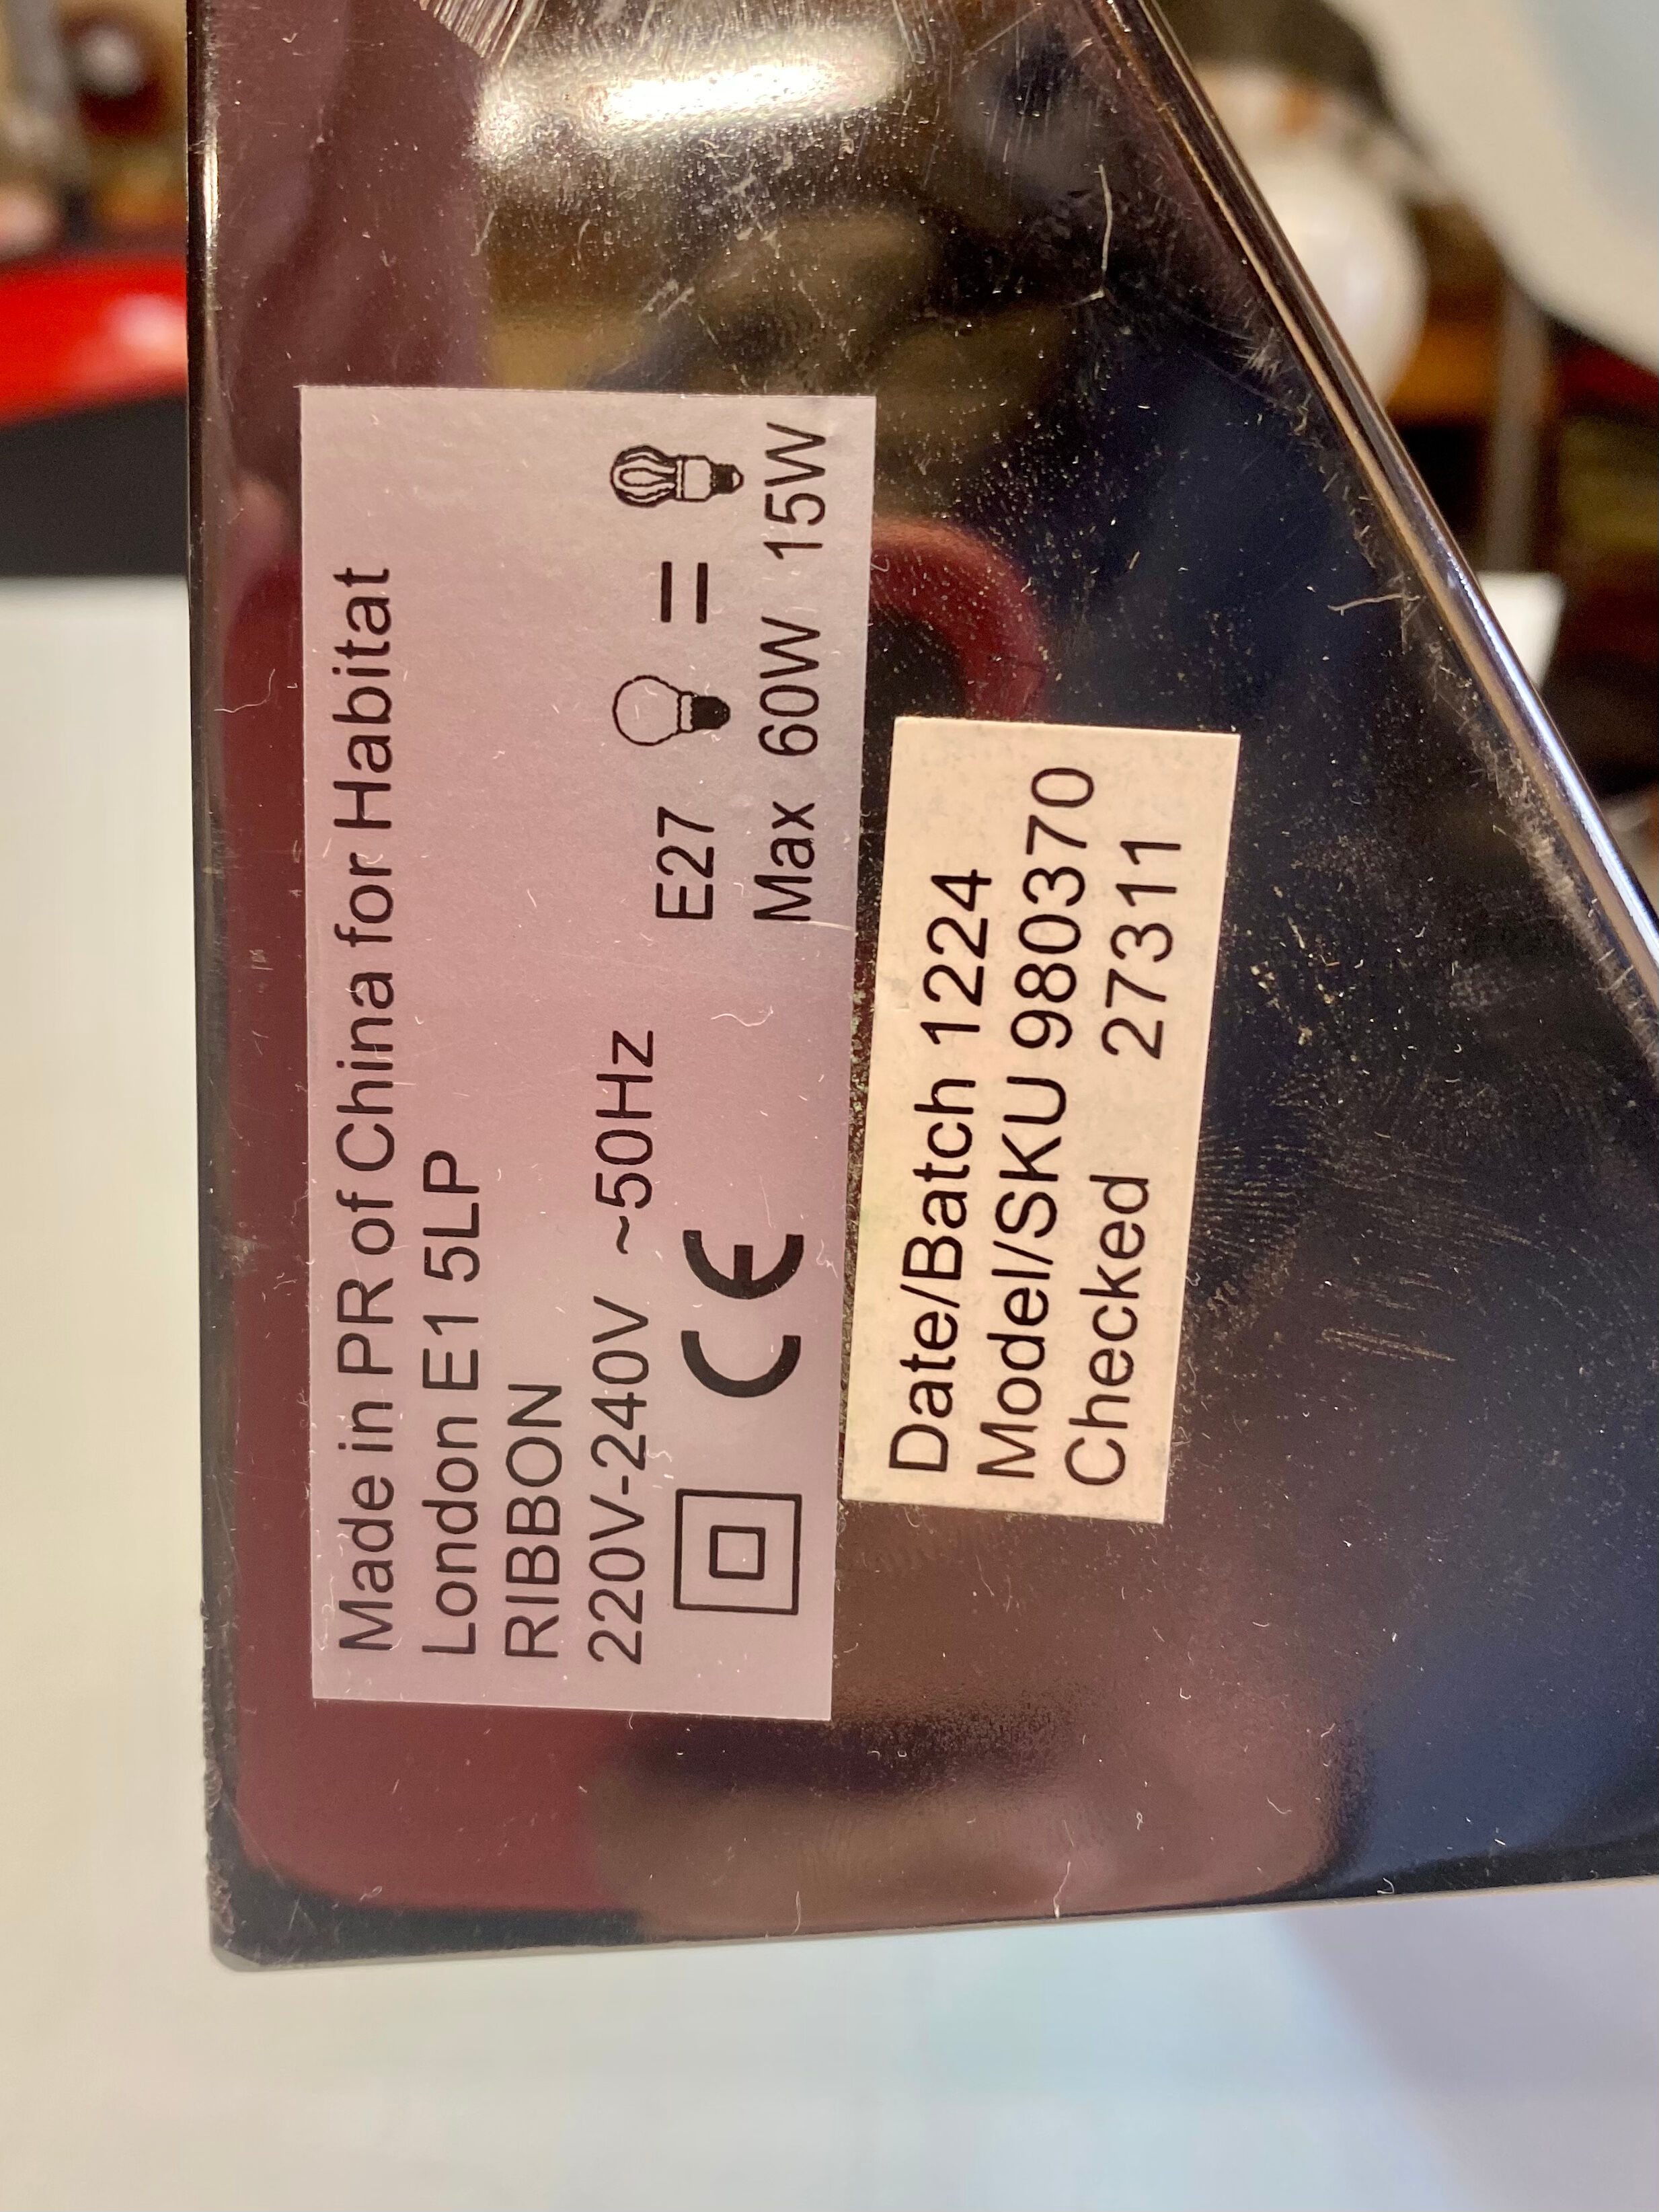 Made in PR of China for Habitat
London E1 5LP
RIBBON
220V-240V ~50Hz
CE
E27 =
Max 60W 15W
Date/Batch 1224
Model/SKU 980370
Checked 27311